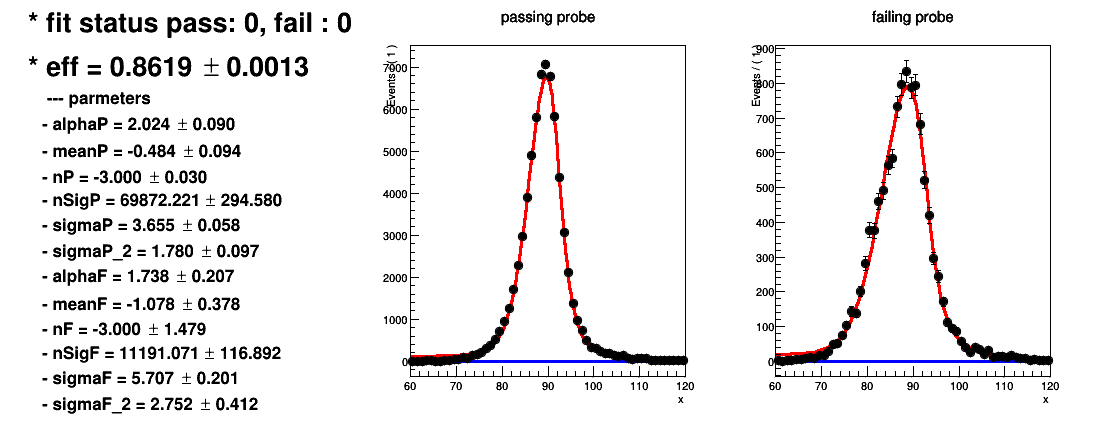 * fit status pass: 0, fail : 0
* eff = 0.8619 ± 0.0013
--- parmeters
- alphaP = 2.024 ± 0.090
- meanP = -0.484 ± 0.094
- nP = -3.000 ± 0.030
- nSigP = 69872.221 ± 294.580
- sigmaP = 3.655 ± 0.058
- sigmaP_2 = 1.780 ± 0.097
- alphaF = 1.738 ± 0.207
- meanF = -1.078 ± 0.378
- nF = -3.000 ± 1.479
- nSigF = 11191.071 ± 116.892
- sigmaF = 5.707 ± 0.201
- sigmaF_2 = 2.752 ± 0.412
passing probe
Events / ( 1 )
7000
6000
5000
4000
3000
2000
1000
0
60 70 80 90 100 110 120
x
failing probe
Events / ( 1 )
900
800
700
600
500
400
300
200
100
0
60 70 80 90 100 110 120
x